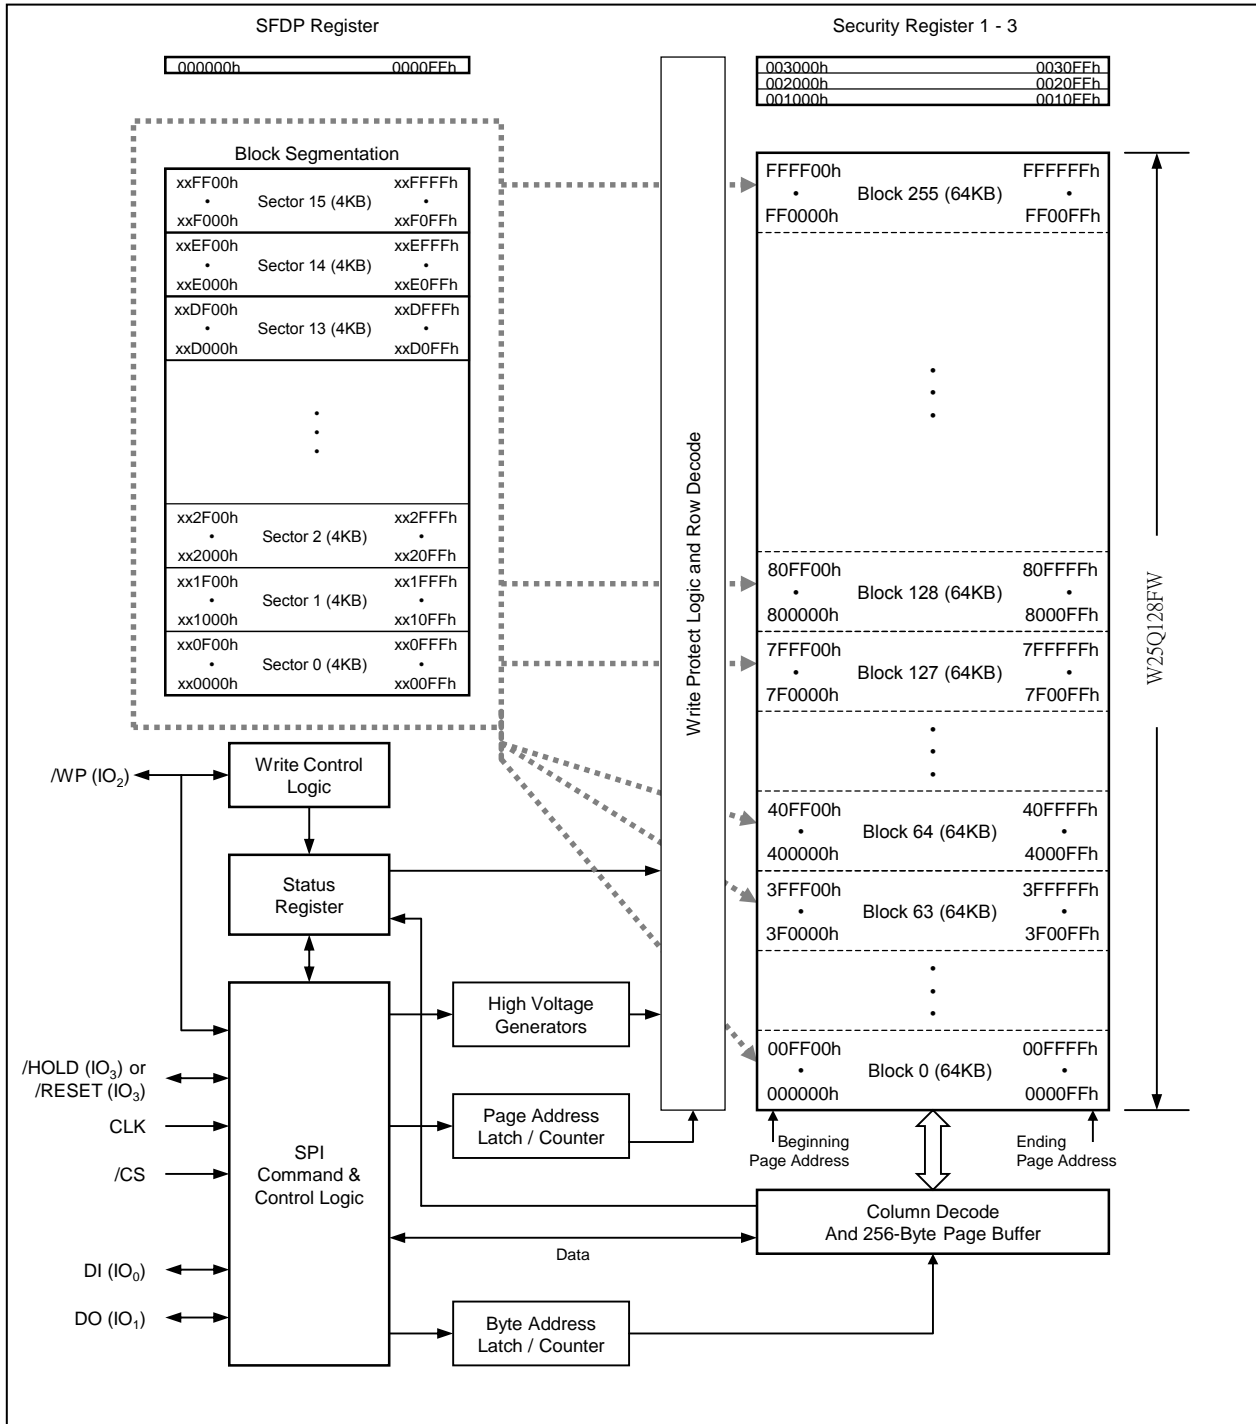 SFDP Register
000000h 0000FFh
Security Register 1 - 3
003000h 0030FFh
002000h 0020FFh
001000h 0010FFh
Block Segmentation
xxFF00h xxFFFFh
• Sector 15 (4KB) •
xxF000h xxF0FFh
xxEF00h xxEFFFh
• Sector 14 (4KB) •
xxE000h xxE0FFh
xxDF00h xxDFFFh
• Sector 13 (4KB) •
xxD000h xxD0FFh
•
•
•
xx2F00h xx2FFFh
• Sector 2 (4KB) •
xx2000h xx20FFh
xx1F00h xx1FFFh
• Sector 1 (4KB) •
xx1000h xx10FFh
xx0F00h xx0FFFh
• Sector 0 (4KB) •
xx0000h xx00FFh
Write Protect Logic and Row Decode
FFFF00h FFFFFFh
• Block 255 (64KB) •
FF0000h FF00FFh
•
•
•
80FF00h 80FFFFh
• Block 128 (64KB) •
800000h 8000FFh
7FFF00h 7FFFFFh
• Block 127 (64KB) •
7F0000h 7F00FFh
•
•
•
40FF00h 40FFFFh
• Block 64 (64KB) •
400000h 4000FFh
3FFF00h 3FFFFFh
• Block 63 (64KB) •
3F0000h 3F00FFh
•
•
•
00FF00h 00FFFFh
• Block 0 (64KB) •
000000h 0000FFh
W25Q128FW
Beginning
Page Address
Ending
Page Address
/WP (IO2)
Write Control
Logic
Status
Register
High Voltage
Generators
/HOLD (IO3) or
/RESET (IO3)
CLK
/CS
SPI
Command &
Control Logic
Page Address
Latch / Counter
Column Decode
And 256-Byte Page Buffer
Data
DI (IO0)
DO (IO1)
Byte Address
Latch / Counter